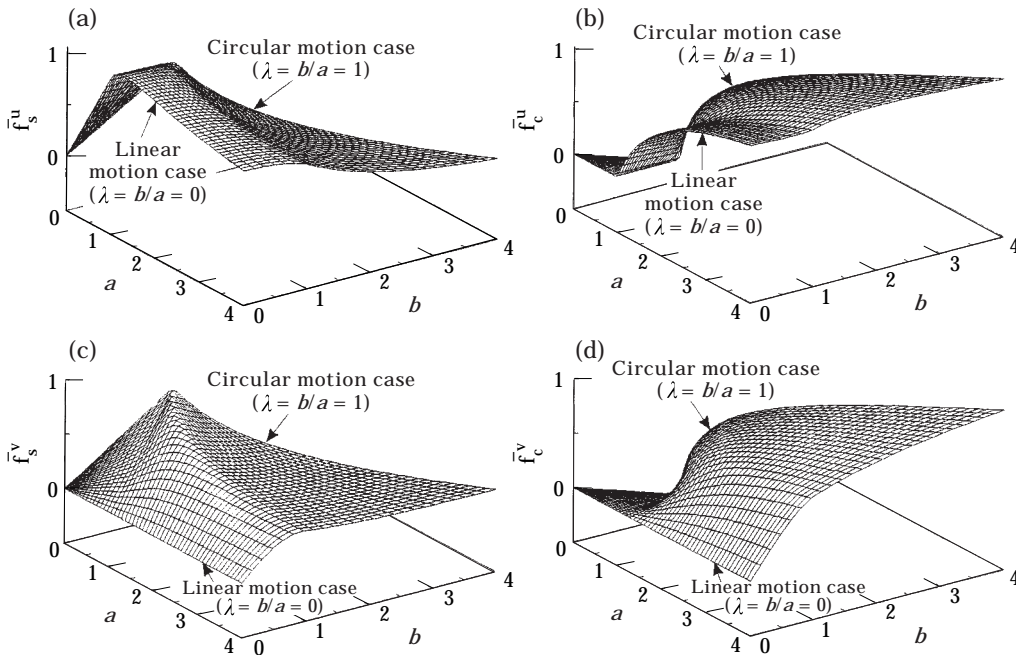 (a)
1
f̄ₛᵘ
0
0
Circular motion case
(λ = b/a = 1)
Linear
motion case
(λ = b/a = 0)
1
2
3
4
a
0
1
2
3
4
b
(b)
1
f̄꜀ᵘ
0
0
Circular motion case
(λ = b/a = 1)
Linear
motion case
(λ = b/a = 0)
1
2
3
4
a
0
1
2
3
4
b
(c)
1
f̄ₛᵛ
0
0
Circular motion case
(λ = b/a = 1)
Linear motion case
(λ = b/a = 0)
1
2
3
4
a
0
1
2
3
4
b
(d)
1
f̄꜀ᵛ
0
0
Circular motion case
(λ = b/a = 1)
Linear motion case
(λ = b/a = 0)
1
2
3
4
a
0
1
2
3
4
b